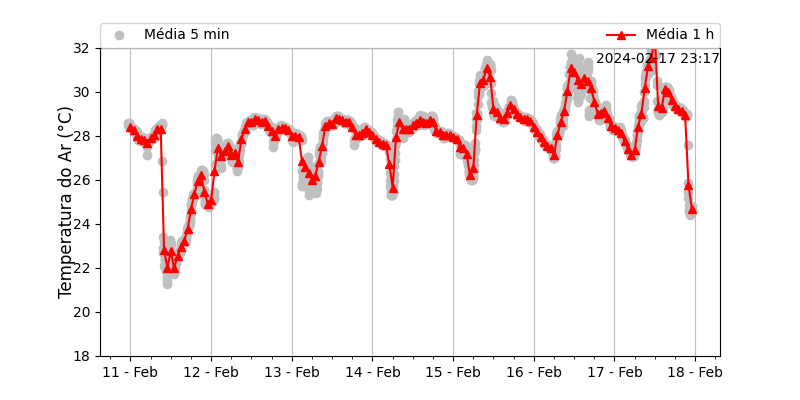 Média 5 min
Média 1 h
2024-02-17 23:17
Temperatura do Ar (°C)
32
30
28
26
24
22
20
18
11 - Feb
12 - Feb
13 - Feb
14 - Feb
15 - Feb
16 - Feb
17 - Feb
18 - Feb